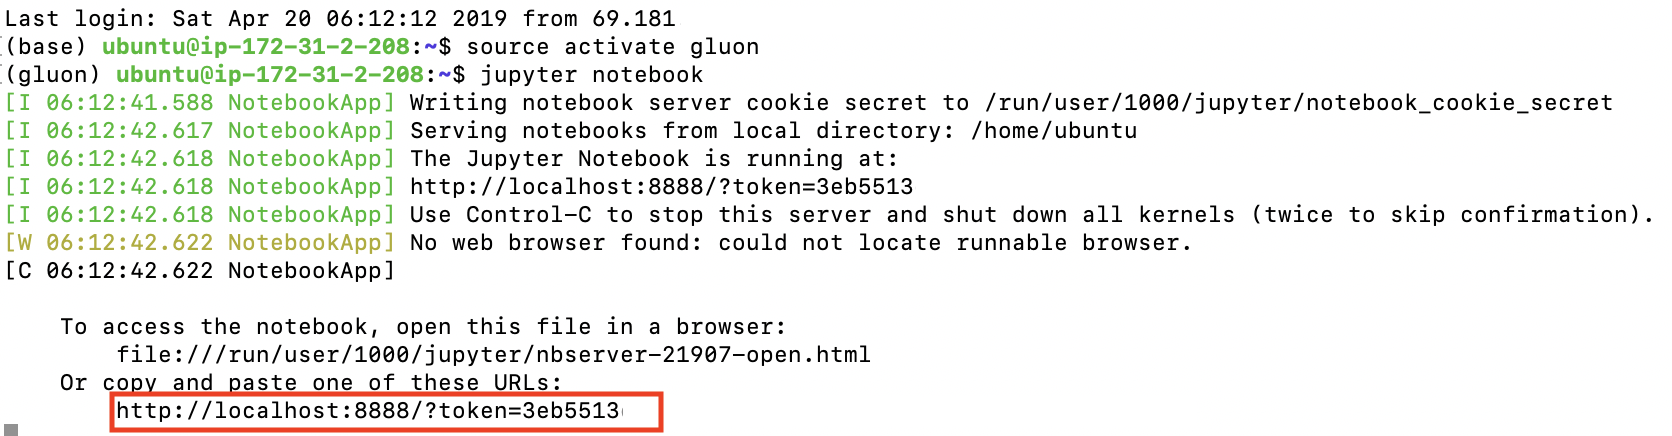 Last login: Sat Apr 20 06:12:12 2019 from 69.181
(base) ubuntu@ip-172-31-2-208:~$ source activate gluon
(gluon) ubuntu@ip-172-31-2-208:~$ jupyter notebook
[I 06:12:41.588 NotebookApp] Writing notebook server cookie secret to /run/user/1000/jupyter/notebook_cookie_secret
[I 06:12:42.617 NotebookApp] Serving notebooks from local directory: /home/ubuntu
[I 06:12:42.618 NotebookApp] The Jupyter Notebook is running at:
[I 06:12:42.618 NotebookApp] http://localhost:8888/?token=3eb5513
[I 06:12:42.618 NotebookApp] Use Control-C to stop this server and shut down all kernels (twice to skip confirmation).
[W 06:12:42.622 NotebookApp] No web browser found: could not locate runnable browser.
[C 06:12:42.622 NotebookApp]
To access the notebook, open this file in a browser:
file:///run/user/1000/jupyter/nbserver-21907-open.html
Or copy and paste one of these URLs:
http://localhost:8888/?token=3eb5513